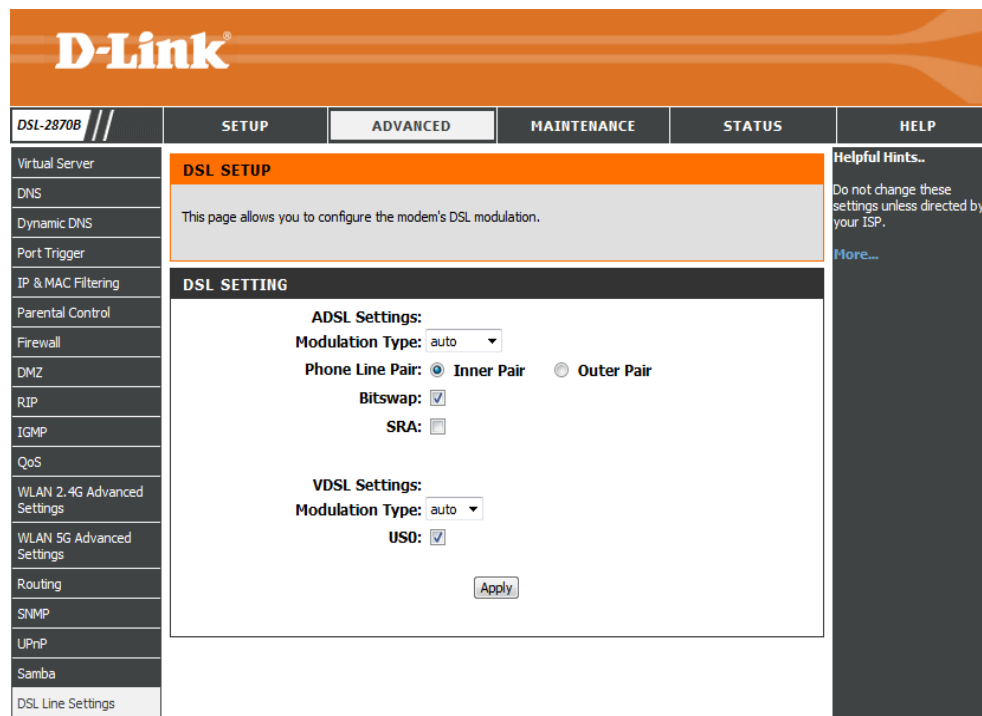 D-Link®
DSL-2870B
SETUP
ADVANCED
MAINTENANCE
STATUS
HELP
Virtual Server
DNS
Dynamic DNS
Port Trigger
IP & MAC Filtering
Parental Control
Firewall
DMZ
RIP
IGMP
QoS
WLAN 2.4G Advanced
Settings
WLAN 5G Advanced
Settings
Routing
SNMP
UPnP
Samba
DSL Line Settings
DSL SETUP
This page allows you to configure the modem's DSL modulation.
DSL SETTING
ADSL Settings:
Modulation Type: auto
Phone Line Pair: Inner Pair Outer Pair
Bitswap:
SRA:
VDSL Settings:
Modulation Type: auto
US0:
Apply
Helpful Hints..
Do not change these
settings unless directed by
your ISP.
More...